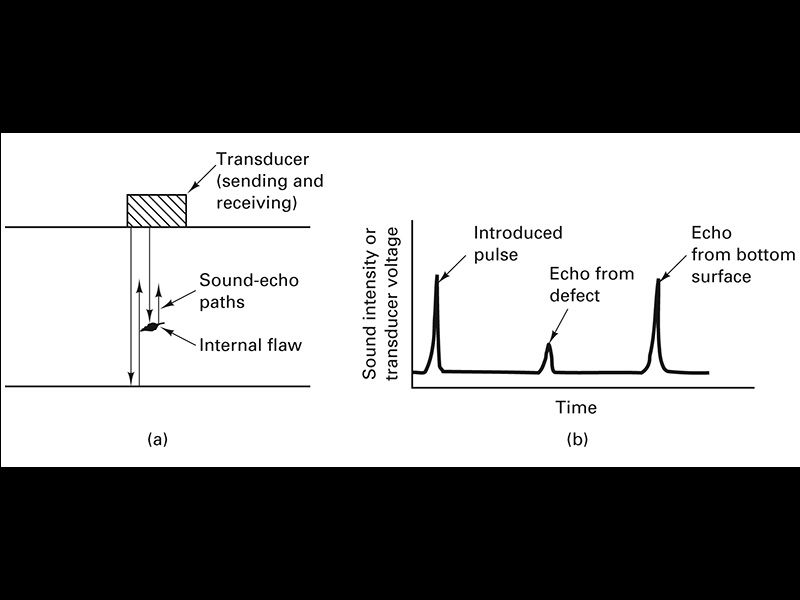 Transducer
(sending and
receiving)
Sound-echo
paths
Internal flaw
(a)
Sound intensity or
transducer voltage
Introduced
pulse
Echo from
defect
Echo
from bottom
surface
Time
(b)